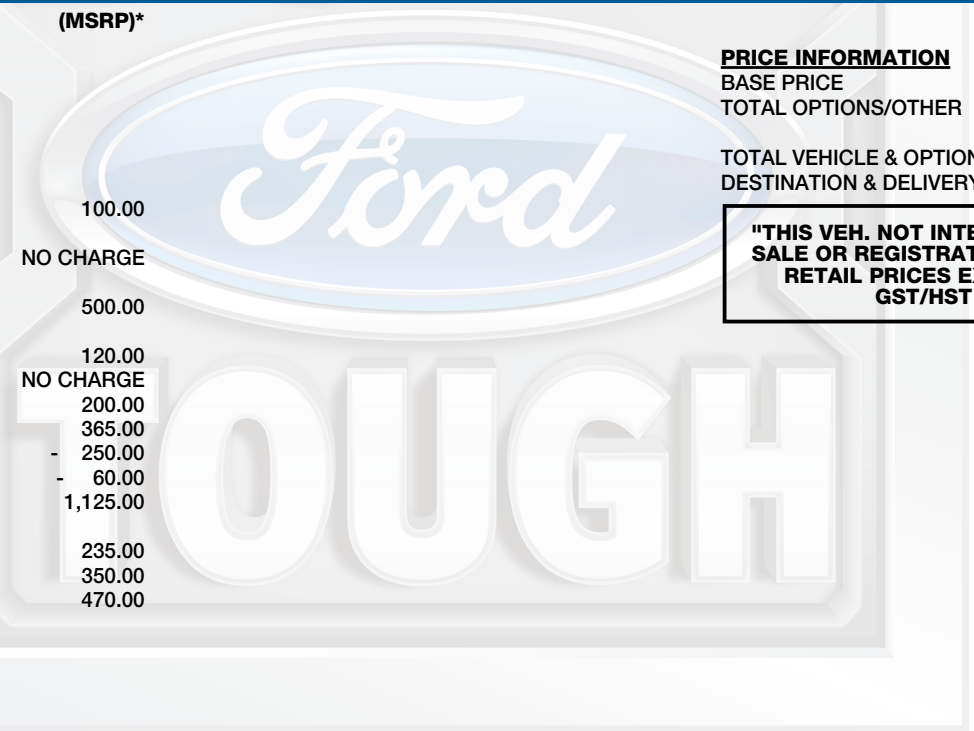 (MSRP)*
100.00
NO CHARGE
500.00
120.00
NO CHARGE
200.00
365.00
- 250.00
- 60.00
1,125.00
235.00
350.00
470.00
PRICE INFORMATION
BASE PRICE
TOTAL OPTIONS/OTHER
TOTAL VEHICLE & OPTION
DESTINATION & DELIVERY
"THIS VEH. NOT INTE
SALE OR REGISTRAT
RETAIL PRICES EX
GST/HST
Ford
TOUGH